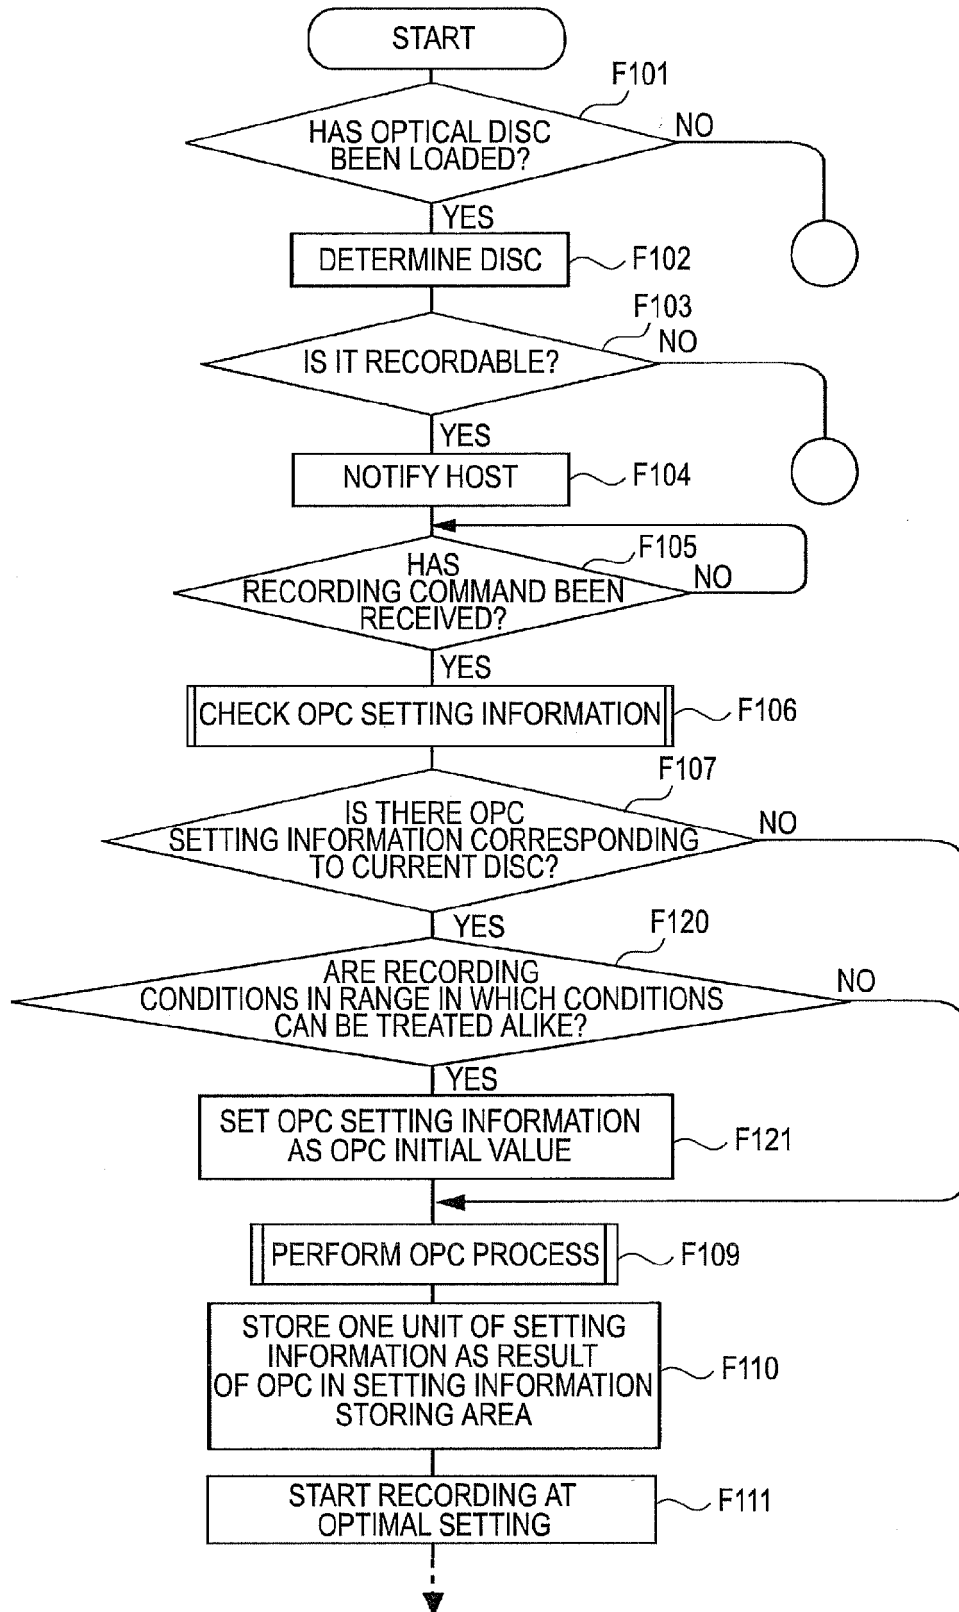 START
F101
HAS OPTICAL DISC
BEEN LOADED?
NO
YES
DETERMINE DISC
F102
F103
IS IT RECORDABLE?
NO
YES
NOTIFY HOST
F104
F105
HAS
RECORDING COMMAND BEEN
RECEIVED?
NO
YES
CHECK OPC SETTING INFORMATION
F106
F107
IS THERE OPC
SETTING INFORMATION CORRESPONDING
TO CURRENT DISC?
NO
YES
F120
ARE RECORDING
CONDITIONS IN RANGE IN WHICH CONDITIONS
CAN BE TREATED ALIKE?
NO
YES
SET OPC SETTING INFORMATION
AS OPC INITIAL VALUE
F121
PERFORM OPC PROCESS
F109
STORE ONE UNIT OF SETTING
INFORMATION AS RESULT
OF OPC IN SETTING INFORMATION
STORING AREA
F110
START RECORDING AT
OPTIMAL SETTING
F111